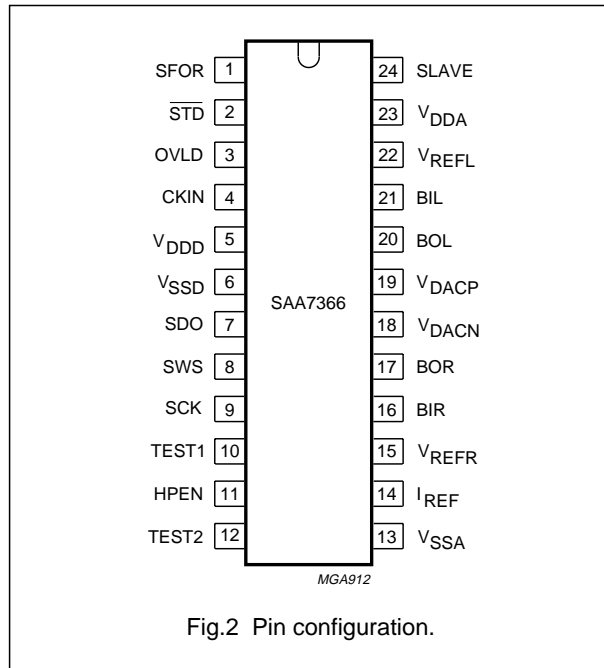 SFOR 1 24 SLAVE
STD 2 23 VDDA
OVLD 3 22 VREFL
CKIN 4 21 BIL
VDDD 5 20 BOL
VSSD 6 19 VDACP
SAA7366
SDO 7 18 VDACN
SWS 8 17 BOR
SCK 9 16 BIR
TEST1 10 15 VREFR
HPEN 11 14 IREF
TEST2 12 13 VSSA
MGA912
Fig.2 Pin configuration.